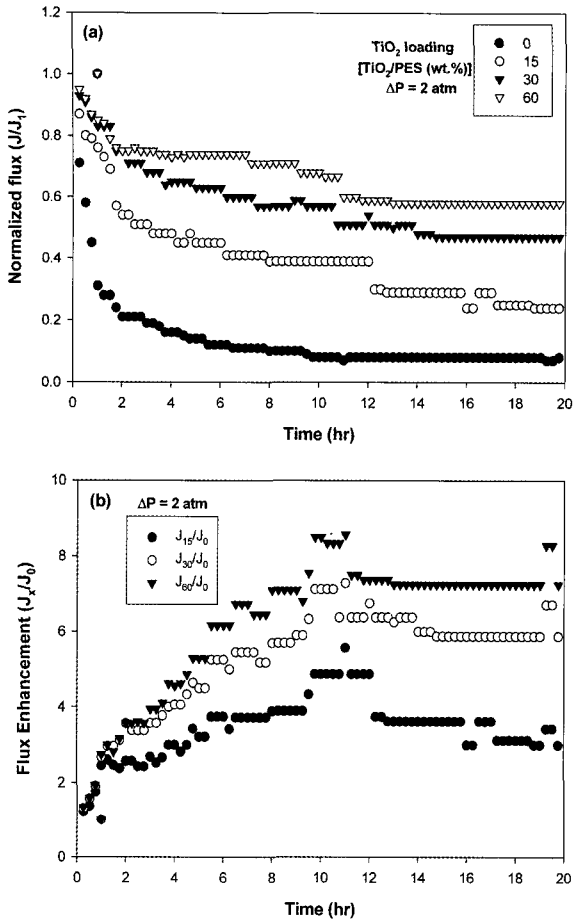 (a)
TiO2 loading
[TiO2/PES (wt.%)]
ΔP = 2 atm
0
15
30
60
Normalized flux (J/J1)
1.2
1.0
0.8
0.6
0.4
0.2
0.0
0 2 4 6 8 10 12 14 16 18 20
Time (hr)
(b)
ΔP = 2 atm
J15/J0
J30/J0
J60/J0
Flux Enhancement (Jx/J0)
10
8
6
4
2
0
0 2 4 6 8 10 12 14 16 18 20
Time (hr)